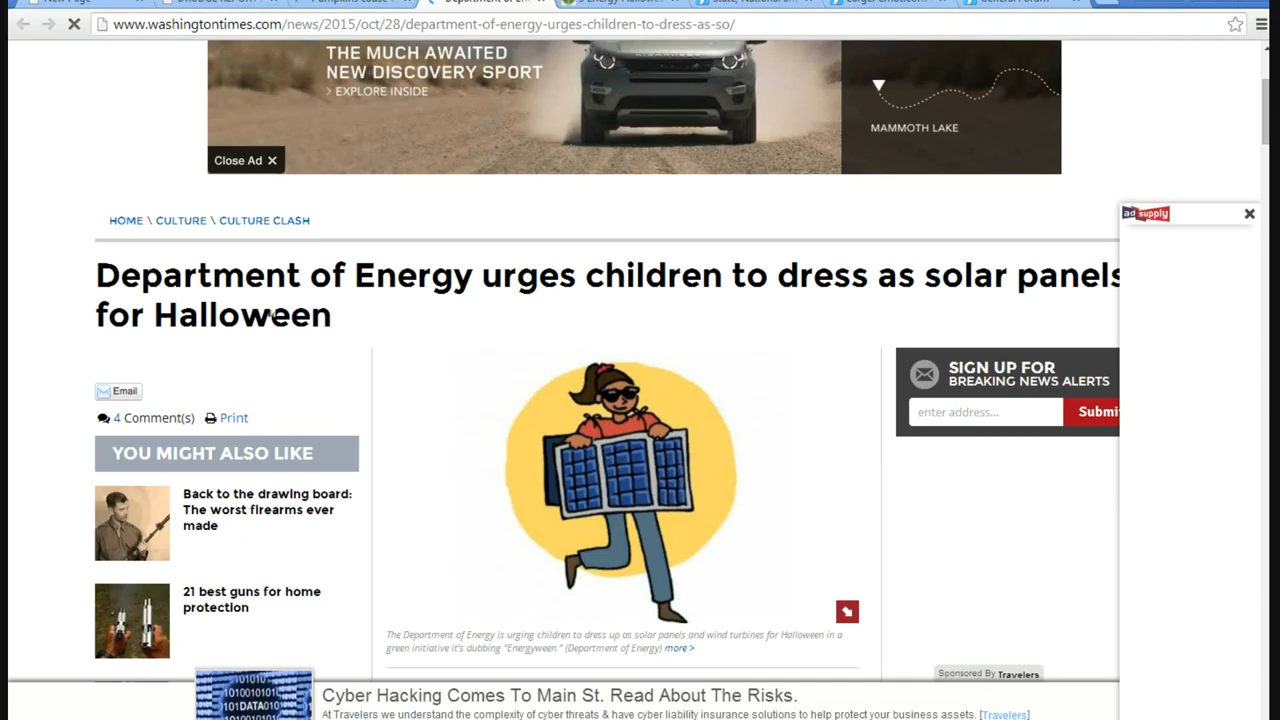 www.washingtontimes.com/news/2015/oct/28/department-of-energy-urges-children-to-dress-as-so/
THE MUCH AWAITED
NEW DISCOVERY SPORT
> EXPLORE INSIDE
MAMMOTH LAKE
Close Ad X
ad supply
HOME \ CULTURE \ CULTURE CLASH
Department of Energy urges children to dress as solar panels
for Halloween
Email
4 Comment(s) Print
YOU MIGHT ALSO LIKE
Back to the drawing board:
The worst firearms ever
made
21 best guns for home
protection
The Department of Energy is urging children to dress up as solar panels and wind turbines for Halloween in a
green initiative it's dubbing "Energyween." (Department of Energy) more >
SIGN UP FOR
BREAKING NEWS ALERTS
enter address... Submi
Sponsored By Travelers
Cyber Hacking Comes To Main St. Read About The Risks.
At Travelers we understand the complexity of cyber threats & have cyber liability insurance solutions to help protect your business assets. [Travelers]